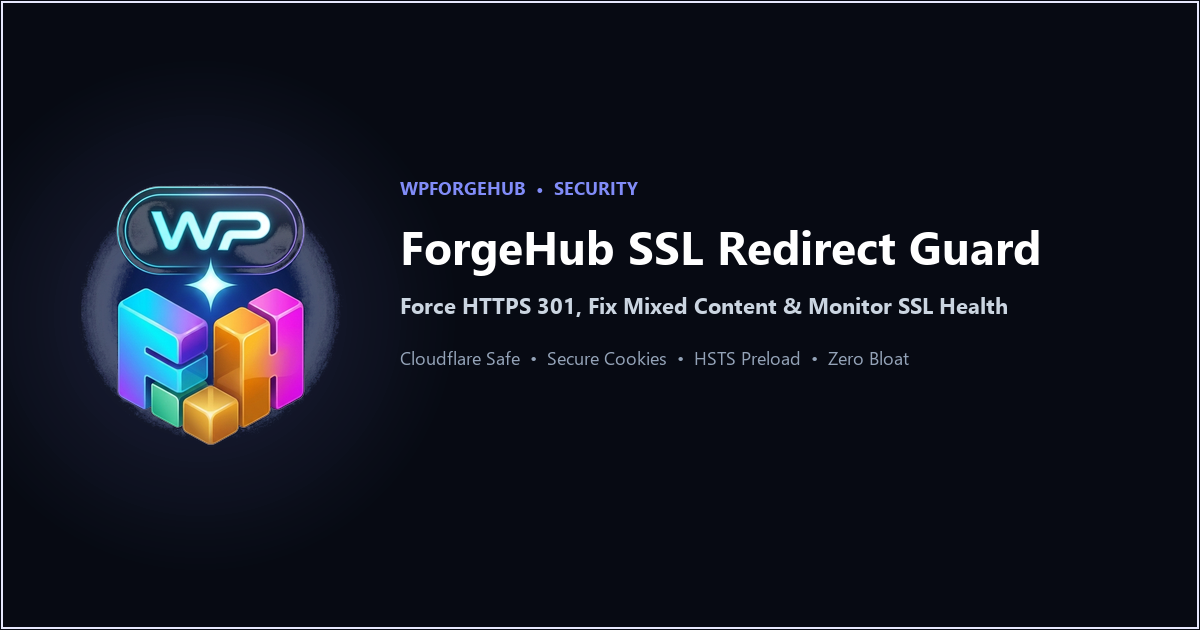 WP
FH
WPFORGEHUB • SECURITY
ForgeHub SSL Redirect Guard
Force HTTPS 301, Fix Mixed Content & Monitor SSL Health
Cloudflare Safe • Secure Cookies • HSTS Preload • Zero Bloat